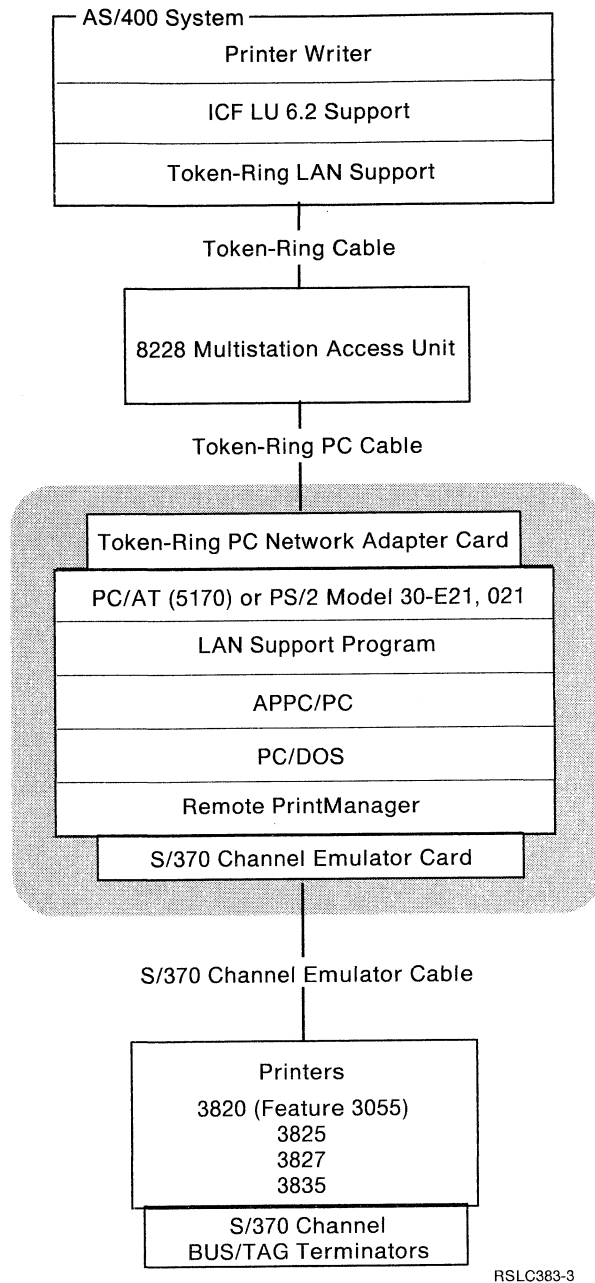 AS/400 System
Printer Writer
ICF LU 6.2 Support
Token-Ring LAN Support
Token-Ring Cable
8228 Multistation Access Unit
Token-Ring PC Cable
Token-Ring PC Network Adapter Card
PC/AT (5170) or PS/2 Model 30-E21, 021
LAN Support Program
APPC/PC
PC/DOS
Remote PrintManager
S/370 Channel Emulator Card
S/370 Channel Emulator Cable
Printers
3820 (Feature 3055)
3825
3827
3835
S/370 Channel
BUS/TAG Terminators
RSLC383-3